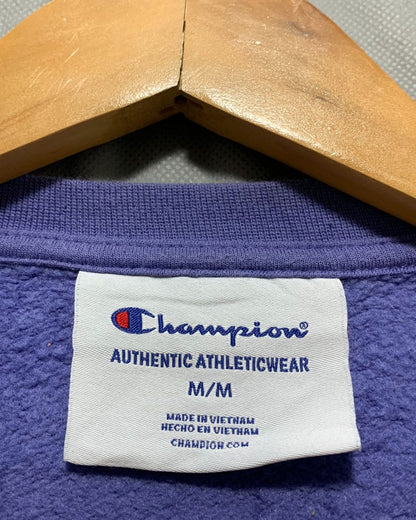 Champion®
AUTHENTIC ATHLETICWEAR
M/M
MADE IN VIETNAM
HECHO EN VIETNAM
CHAMPION.COM